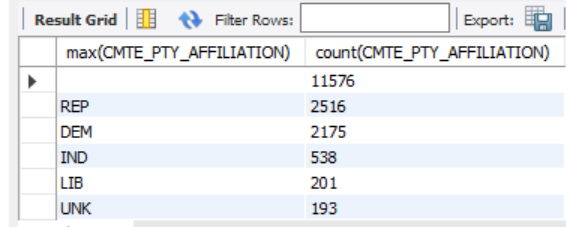 Result Grid Filter Rows: Export:
max(CMTE_PTY_AFFILIATION) count(CMTE_PTY_AFFILIATION)
11576
REP 2516
DEM 2175
IND 538
LIB 201
UNK 193